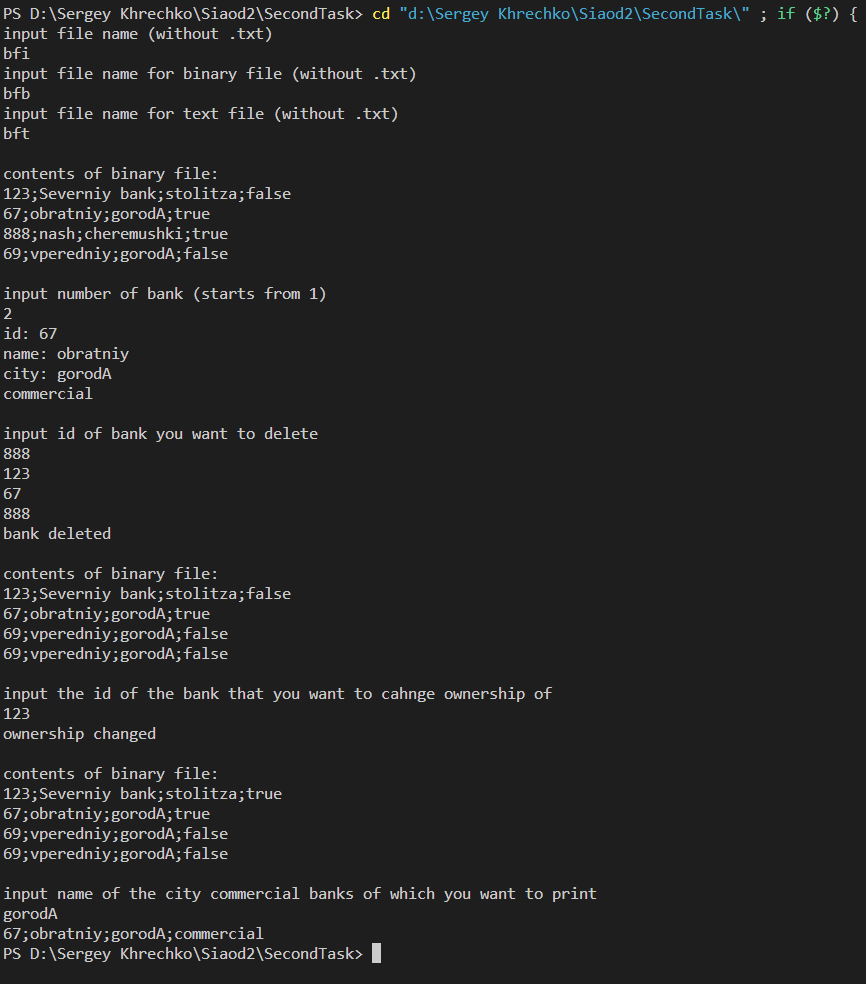 PS D:\Sergey Khrechko\Siaod2\SecondTask> cd "d:\Sergey Khrechko\Siaod2\SecondTask\" ; if ($?) {
input file name (without .txt)
bfi
input file name for binary file (without .txt)
bfb
input file name for text file (without .txt)
bft
contents of binary file:
123;Severniy bank;stolitza;false
67;obratniy;gorodA;true
888;nash;cheremushki;true
69;vperedniy;gorodA;false
input number of bank (starts from 1)
2
id: 67
name: obratniy
city: gorodA
commercial
input id of bank you want to delete
888
123
67
888
bank deleted
contents of binary file:
123;Severniy bank;stolitza;false
67;obratniy;gorodA;true
69;vperedniy;gorodA;false
69;vperedniy;gorodA;false
input the id of the bank that you want to cahnge ownership of
123
ownership changed
contents of binary file:
123;Severniy bank;stolitza;true
67;obratniy;gorodA;true
69;vperedniy;gorodA;false
69;vperedniy;gorodA;false
input name of the city commercial banks of which you want to print
gorodA
67;obratniy;gorodA;commercial
PS D:\Sergey Khrechko\Siaod2\SecondTask>